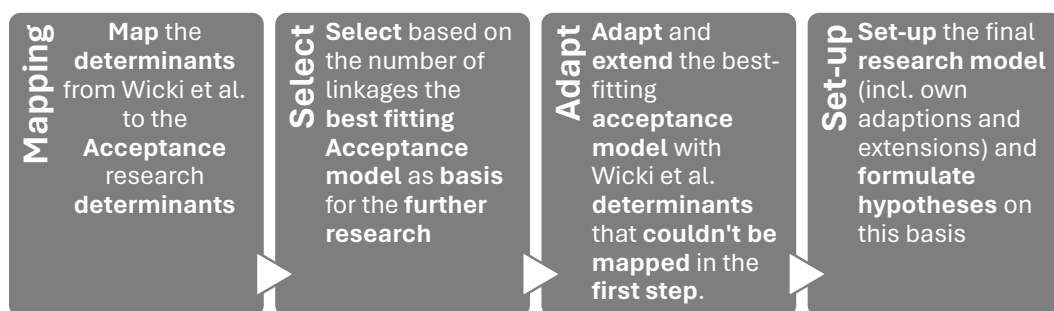 Mapping
Map the
determinants
from Wicki et al.
to the
Acceptance
research
determinants
Select
Select based on
the number of
linkages the
best fitting
Acceptance
model as basis
for the further
research
Adapt
Adapt and
extend the best-
fitting
acceptance
model with
Wicki et al.
determinants
that couldn't be
mapped in the
first step.
Set-up
Set-up the final
research model
(incl. own
adaptions and
extensions) and
formulate
hypotheses on
this basis